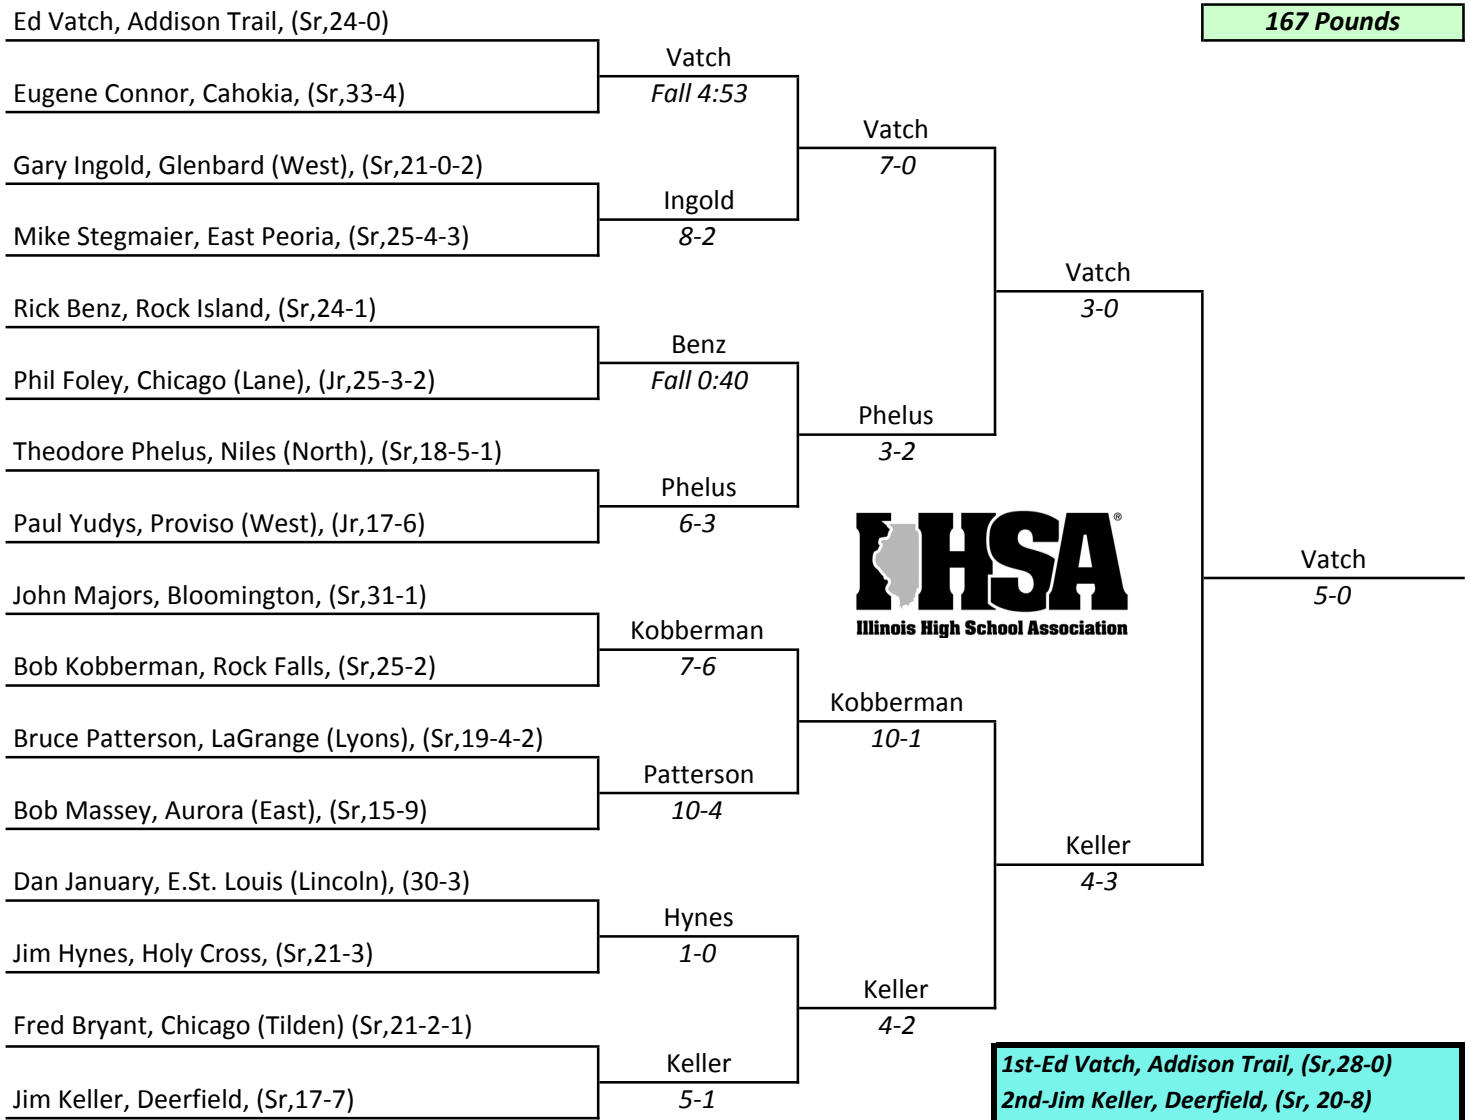 Ed Vatch, Addison Trail, (Sr,24-0)
167 Pounds
Vatch
Eugene Connor, Cahokia, (Sr,33-4)
Fall 4:53
Vatch
Gary Ingold, Glenbard (West), (Sr,21-0-2)
7-0
Ingold
Mike Stegmaier, East Peoria, (Sr,25-4-3)
8-2
Vatch
Rick Benz, Rock Island, (Sr,24-1)
3-0
Benz
Phil Foley, Chicago (Lane), (Jr,25-3-2)
Fall 0:40
Phelus
Theodore Phelus, Niles (North), (Sr,18-5-1)
3-2
Phelus
Paul Yudys, Proviso (West), (Jr,17-6)
6-3
IHSA®
Illinois High School Association
Vatch
5-0
John Majors, Bloomington, (Sr,31-1)
Kobberman
Bob Kobberman, Rock Falls, (Sr,25-2)
7-6
Kobberman
Bruce Patterson, LaGrange (Lyons), (Sr,19-4-2)
10-1
Patterson
Bob Massey, Aurora (East), (Sr,15-9)
10-4
Keller
Dan January, E.St. Louis (Lincoln), (30-3)
4-3
Hynes
Jim Hynes, Holy Cross, (Sr,21-3)
1-0
Keller
Fred Bryant, Chicago (Tilden) (Sr,21-2-1)
4-2
Keller
Jim Keller, Deerfield, (Sr,17-7)
5-1
1st-Ed Vatch, Addison Trail, (Sr,28-0)
2nd-Jim Keller, Deerfield, (Sr, 20-8)